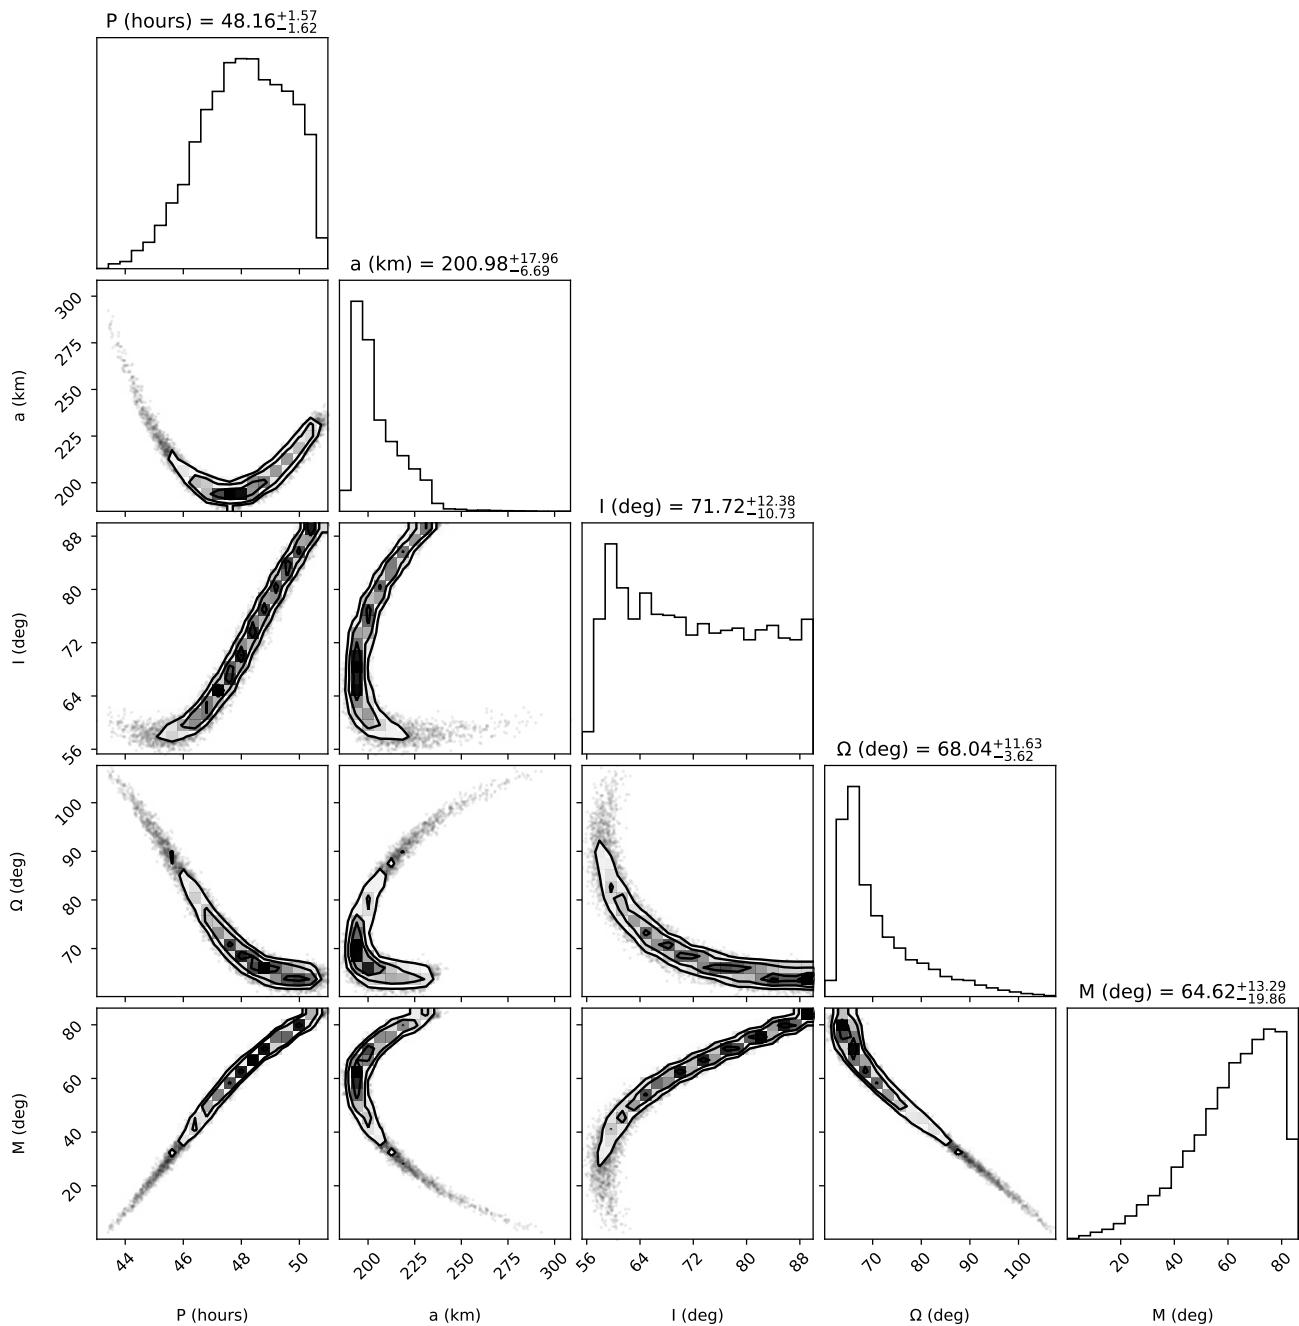 P (hours) = 48.16+1.57 −1.62
a (km) = 200.98+17.96 −6.69
300
275
250
225
200
a (km)
I (deg) = 71.72+12.38 −10.73
88
80
72
64
56
I (deg)
Ω (deg) = 68.04+11.63 −3.62
100
90
80
70
Ω (deg)
M (deg) = 64.62+13.29 −19.86
80
60
40
20
M (deg)
44 46 48 50 200 225 250 275 300 56 64 72 80 88 70 80 90 100 20 40 60 80
P (hours) a (km) I (deg) Ω (deg) M (deg)